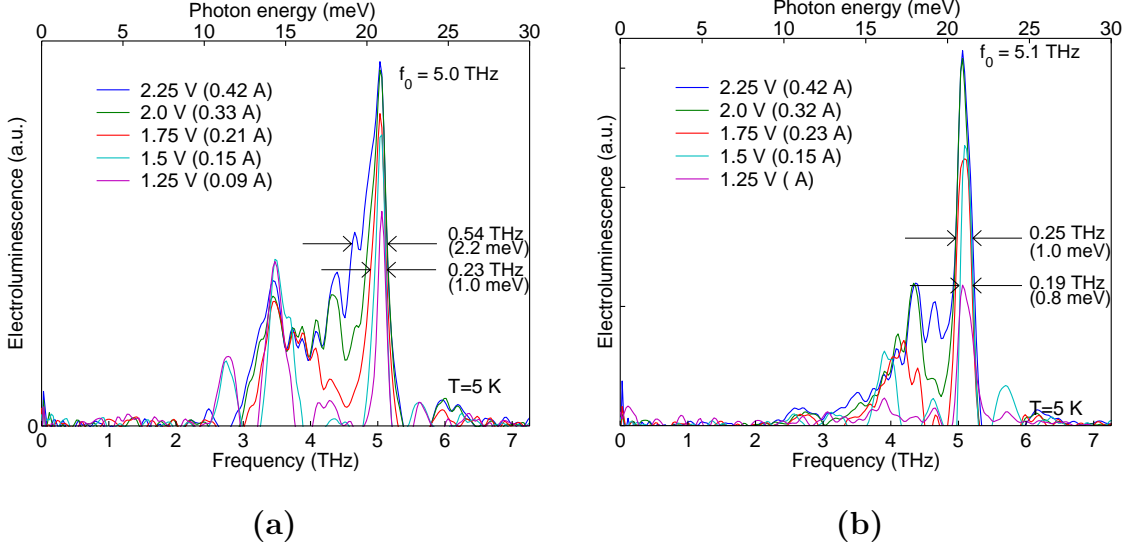 Photon energy (meV)
0 5 10 15 20 25 30
f0 = 5.0 THz
2.25 V (0.42 A)
2.0 V (0.33 A)
1.75 V (0.21 A)
1.5 V (0.15 A)
1.25 V (0.09 A)
Electroluminescence (a.u.)
0.54 THz
(2.2 meV)
0.23 THz
(1.0 meV)
T=5 K
0
0 1 2 3 4 5 6 7
Frequency (THz)
(a)
Photon energy (meV)
0 5 10 15 20 25 30
f0 = 5.1 THz
2.25 V (0.42 A)
2.0 V (0.32 A)
1.75 V (0.23 A)
1.5 V (0.15 A)
1.25 V ( A)
Electroluminescence (a.u.)
0.25 THz
(1.0 meV)
0.19 THz
(0.8 meV)
T=5 K
0 1 2 3 4 5 6 7
Frequency (THz)
(b)